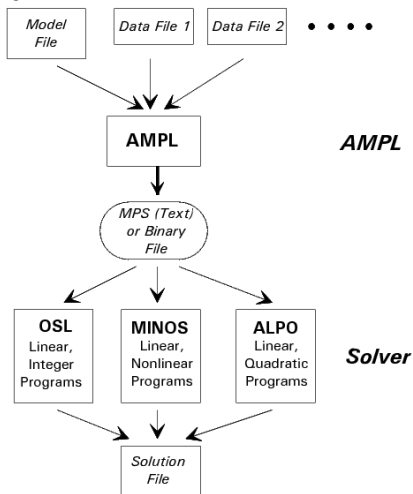 Model
File
Data File 1
Data File 2
AMPL
AMPL
MPS (Text)
or Binary
File
OSL
Linear,
Integer
Programs
MINOS
Linear,
Nonlinear
Programs
ALPO
Linear,
Quadratic
Programs
Solver
Solution
File